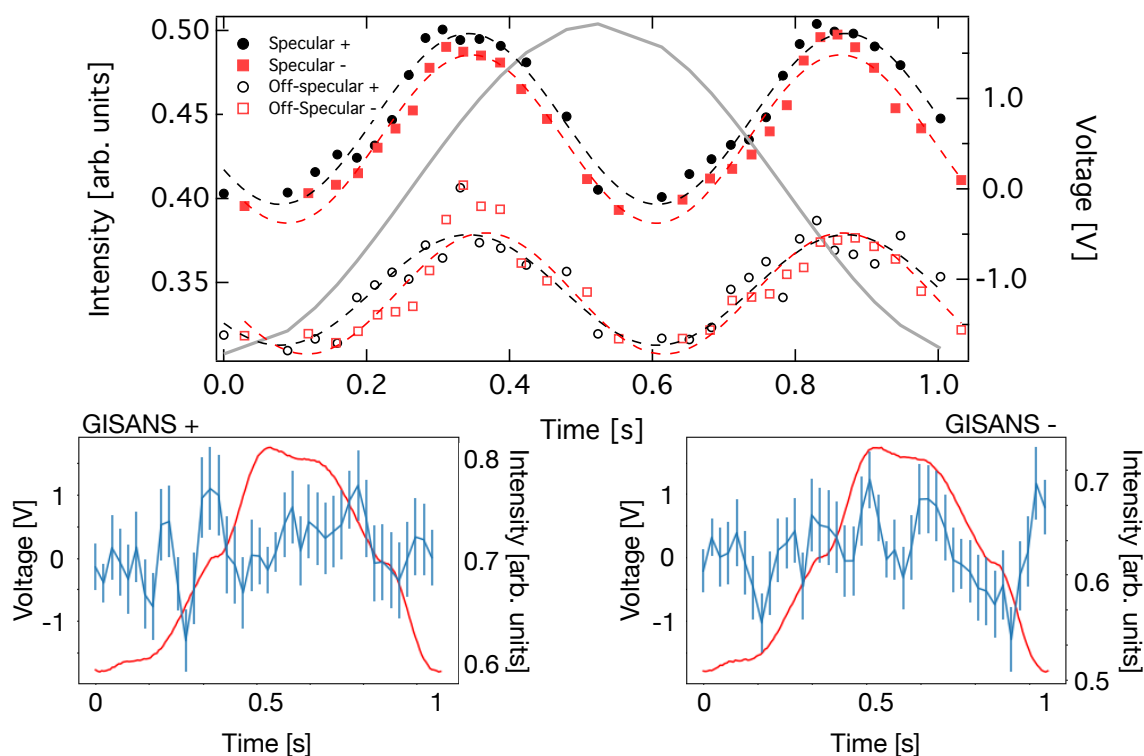 0.50
0.45
0.40
0.35
Intensity [arb. units]
Specular +
Specular -
Off-specular +
Off-Specular -
1.0
0.0
-1.0
Voltage [V]
0.0 0.2 0.4 0.6 0.8 1.0
Time [s]
GISANS +
Voltage [V]
1
0
-1
0.8
0.7
0.6
Intensity [arb. units]
0 0.5 1
Time [s]
GISANS -
Voltage [V]
1
0
-1
0.7
0.6
0.5
Intensity [arb. units]
0 0.5 1
Time [s]